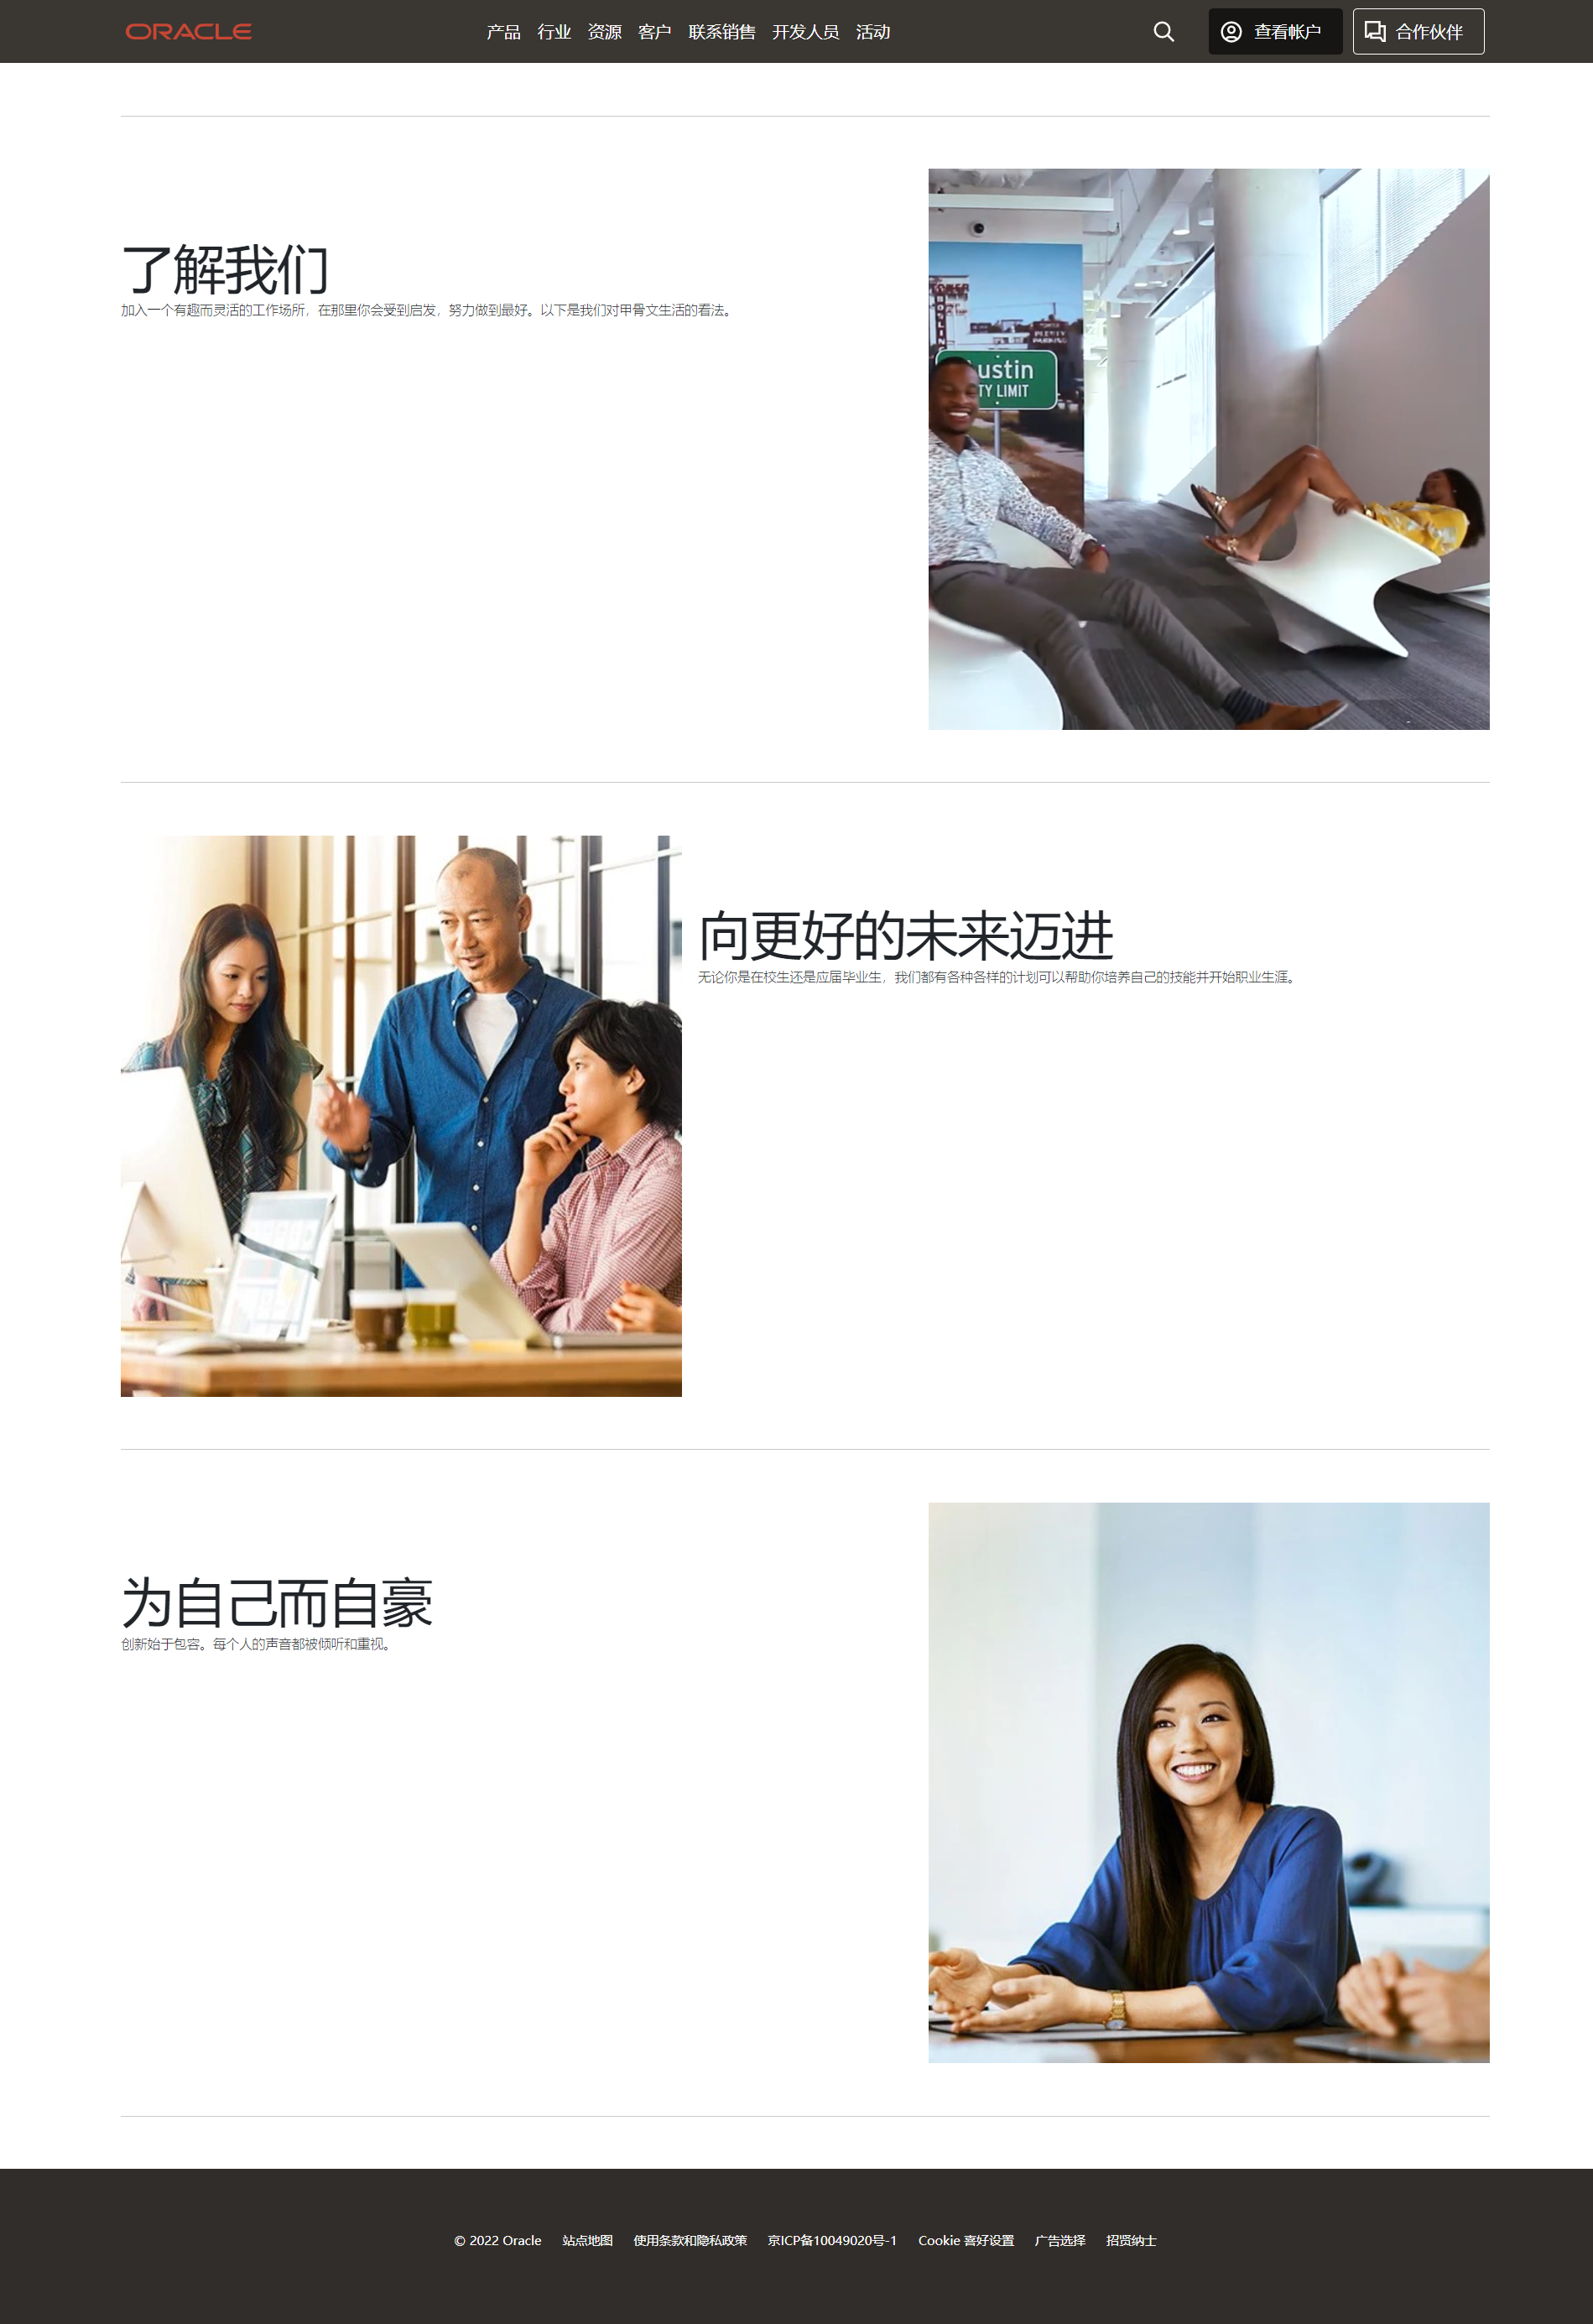 ORACLE 产品 行业 资源 客户 联系销售 开发人员 活动 查看帐户 合作伙伴
了解我们
加入一个有趣而灵活的工作场所，在那里你会受到启发，努力做到最好。以下是我们对甲骨文生活的看法。
ustin
TY LIMIT
向更好的未来迈进
无论你是在校生还是应届毕业生，我们都有各种各样的计划可以帮助你培养自己的技能并开始职业生涯。
为自己而自豪
创新始于包容。每个人的声音都被倾听和重视。
© 2022 Oracle 站点地图 使用条款和隐私政策 京ICP备10049020号-1 Cookie 喜好设置 广告选择 招贤纳士